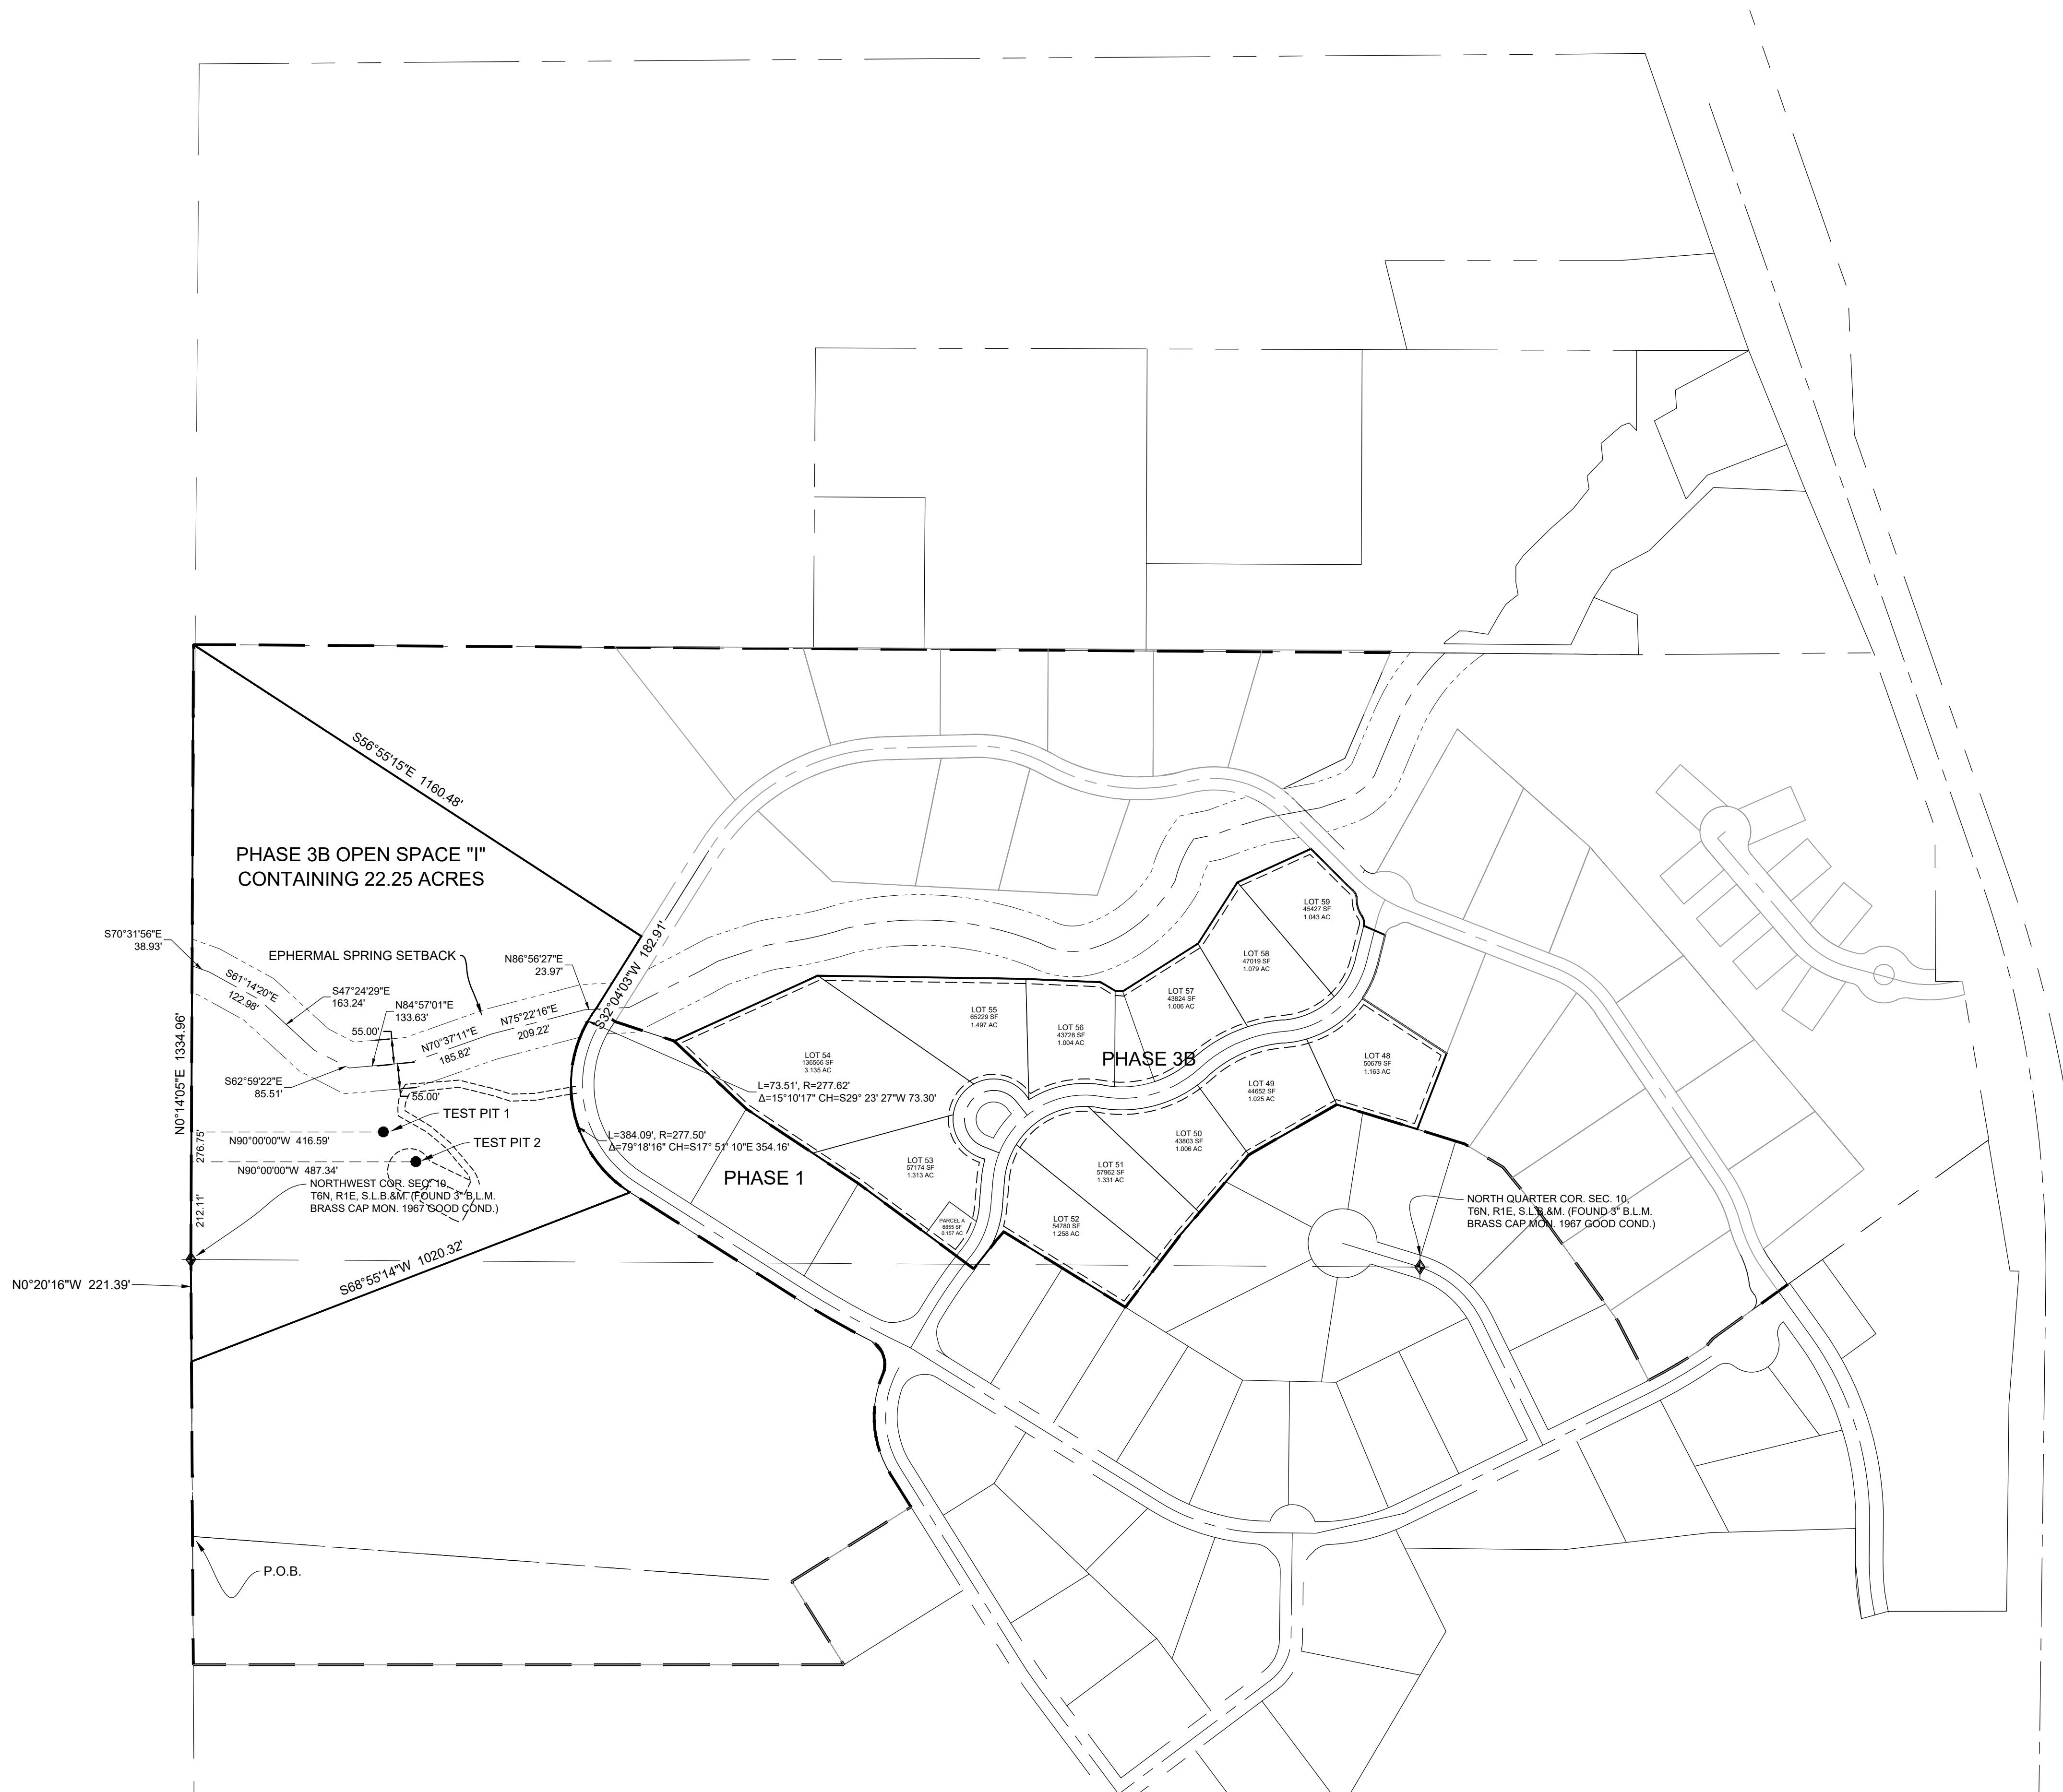 S56°55'15"E 1160.48'
PHASE 3B OPEN SPACE "I"
CONTAINING 22.25 ACRES
S70°31'56"E
38.93'
S61°14'20"E
122.98'
EPHERMAL SPRING SETBACK
S47°24'29"E
163.24'
N84°57'01"E
133.63'
55.00'
N86°56'27"E
23.97'
S32°04'03"W 182.91'
N70°37'11"E
185.82'
N75°22'16"E
209.22'
S62°59'22"E
85.51'
55.00'
N0°14'05"E 1334.96'
TEST PIT 1
N90°00'00"W 416.59'
TEST PIT 2
N90°00'00"W 487.34'
276.75'
212.11'
NORTHWEST COR. SEC. 10,
T6N, R1E, S.L.B.&M. (FOUND 3" B.L.M.
BRASS CAP MON. 1967 GOOD COND.)
N0°20'16"W 221.39'
S68°55'14"W 1020.32'
P.O.B.
L=73.51', R=277.62'
Δ=15°10'17" CH=S29° 23' 27"W 73.30'
L=384.09', R=277.50'
Δ=79°18'16" CH=S17° 51' 10"E 354.16'
PHASE 1
PHASE 3B
LOT 59
45427 SF
1.043 AC
LOT 58
47019 SF
1.079 AC
LOT 57
43824 SF
1.006 AC
LOT 55
65229 SF
1.497 AC
LOT 56
43728 SF
1.004 AC
LOT 54
136566 SF
3.135 AC
LOT 48
50679 SF
1.163 AC
LOT 49
44652 SF
1.025 AC
LOT 50
43803 SF
1.006 AC
LOT 51
57962 SF
1.331 AC
LOT 53
57174 SF
1.313 AC
LOT 52
54780 SF
1.258 AC
PARCEL A
6855 SF
0.157 AC
NORTH QUARTER COR. SEC. 10,
T6N, R1E, S.L.B.&M. (FOUND 3" B.L.M.
BRASS CAP MON. 1967 GOOD COND.)